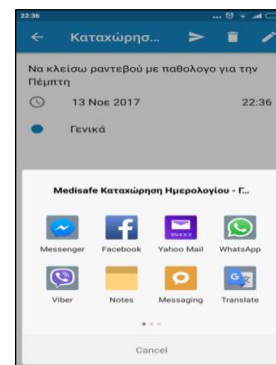 22:36
Καταχώρησ...
Να κλείσω ραντεβού με παθολογο για την
Πέμπτη
13 Νοε 2017 22:36
Γενικά
Medisafe Καταχώρηση Ημερολογίου - Γ...
Messenger Facebook Yahoo Mail WhatsApp
Viber Notes Messaging Translate
Cancel